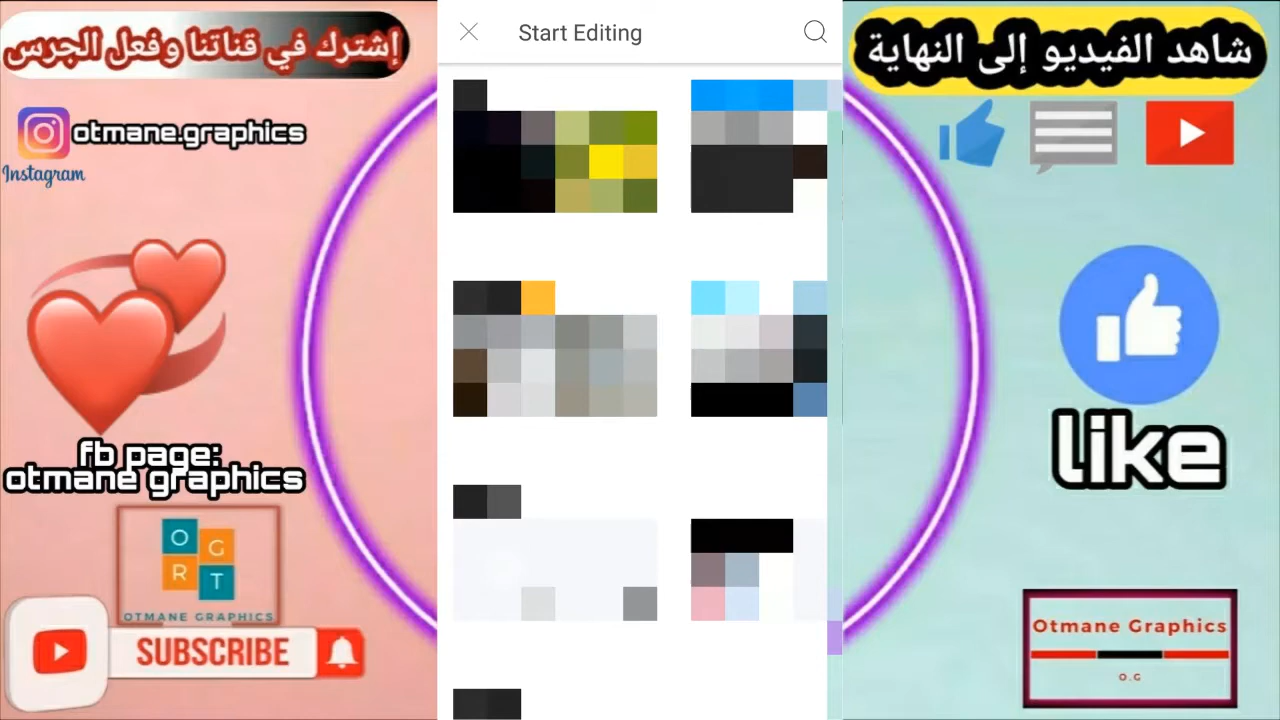 إشترك في قناتنا وفعل الجرس
otmane.graphics
Instagram
fb page:
otmane graphics
O
G
R
T
OTMANE GRAPHICS
SUBSCRIBE
Start Editing
شاهد الفيديو إلى النهاية
like
Otmane Graphics
O.G